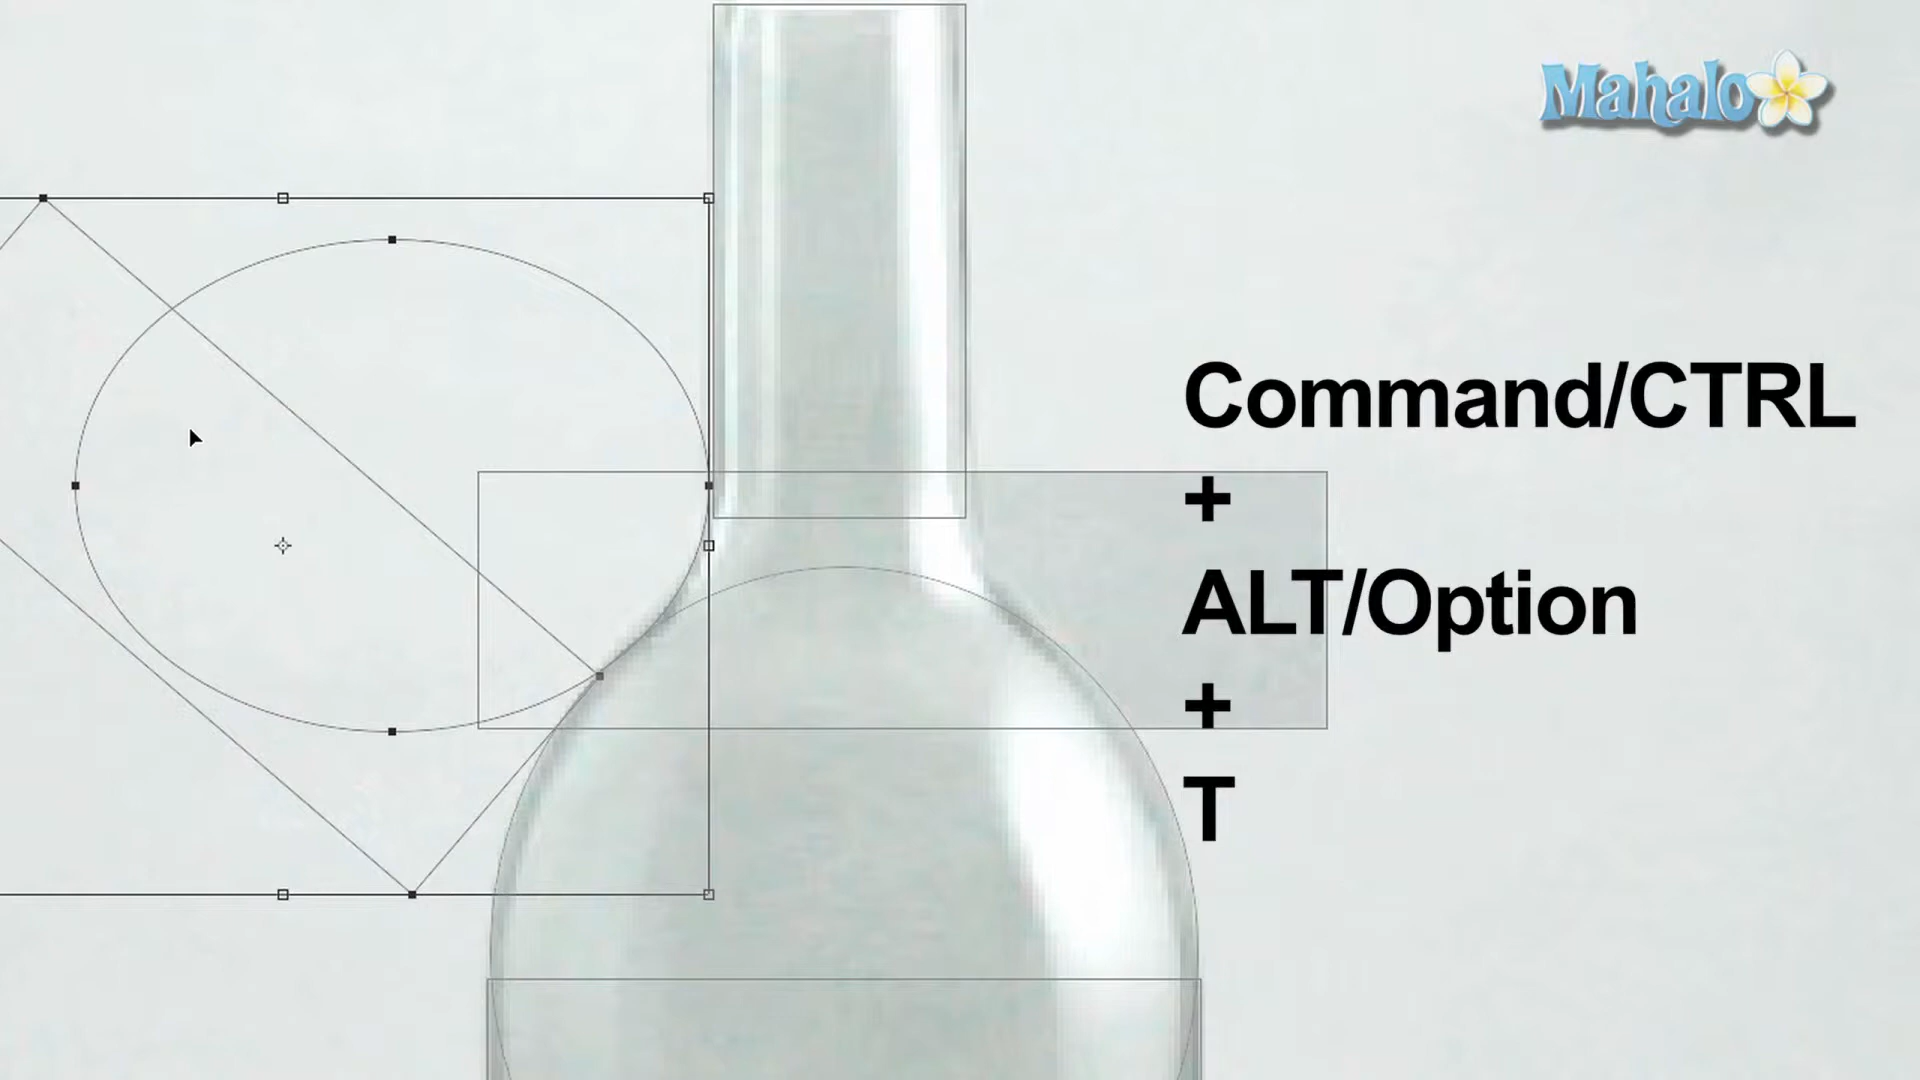 Mahalo
Command/CTRL
+
ALT/Option
+
T